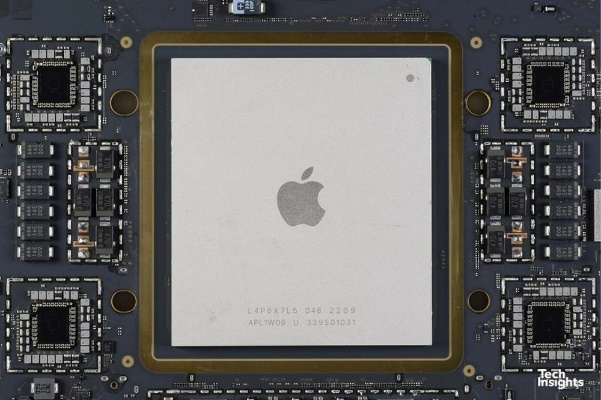 L4P6X7L5 048 2209
APL1W06 U 339S01031
Tech
Insights